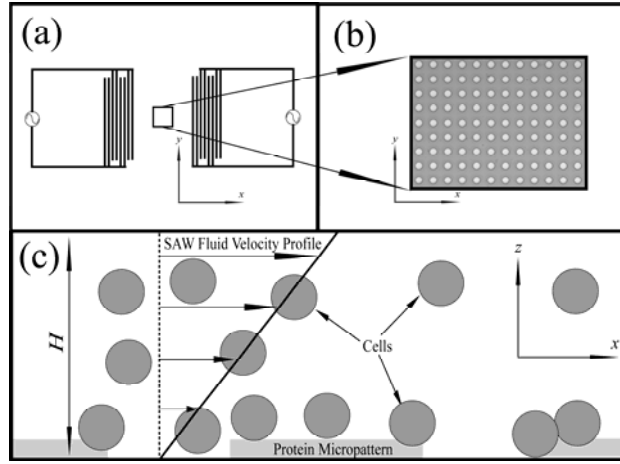 (a)
y
x
(b)
y
x
(c)
SAW Fluid Velocity Profile
z
H
Cells
x
Protein Micropattern